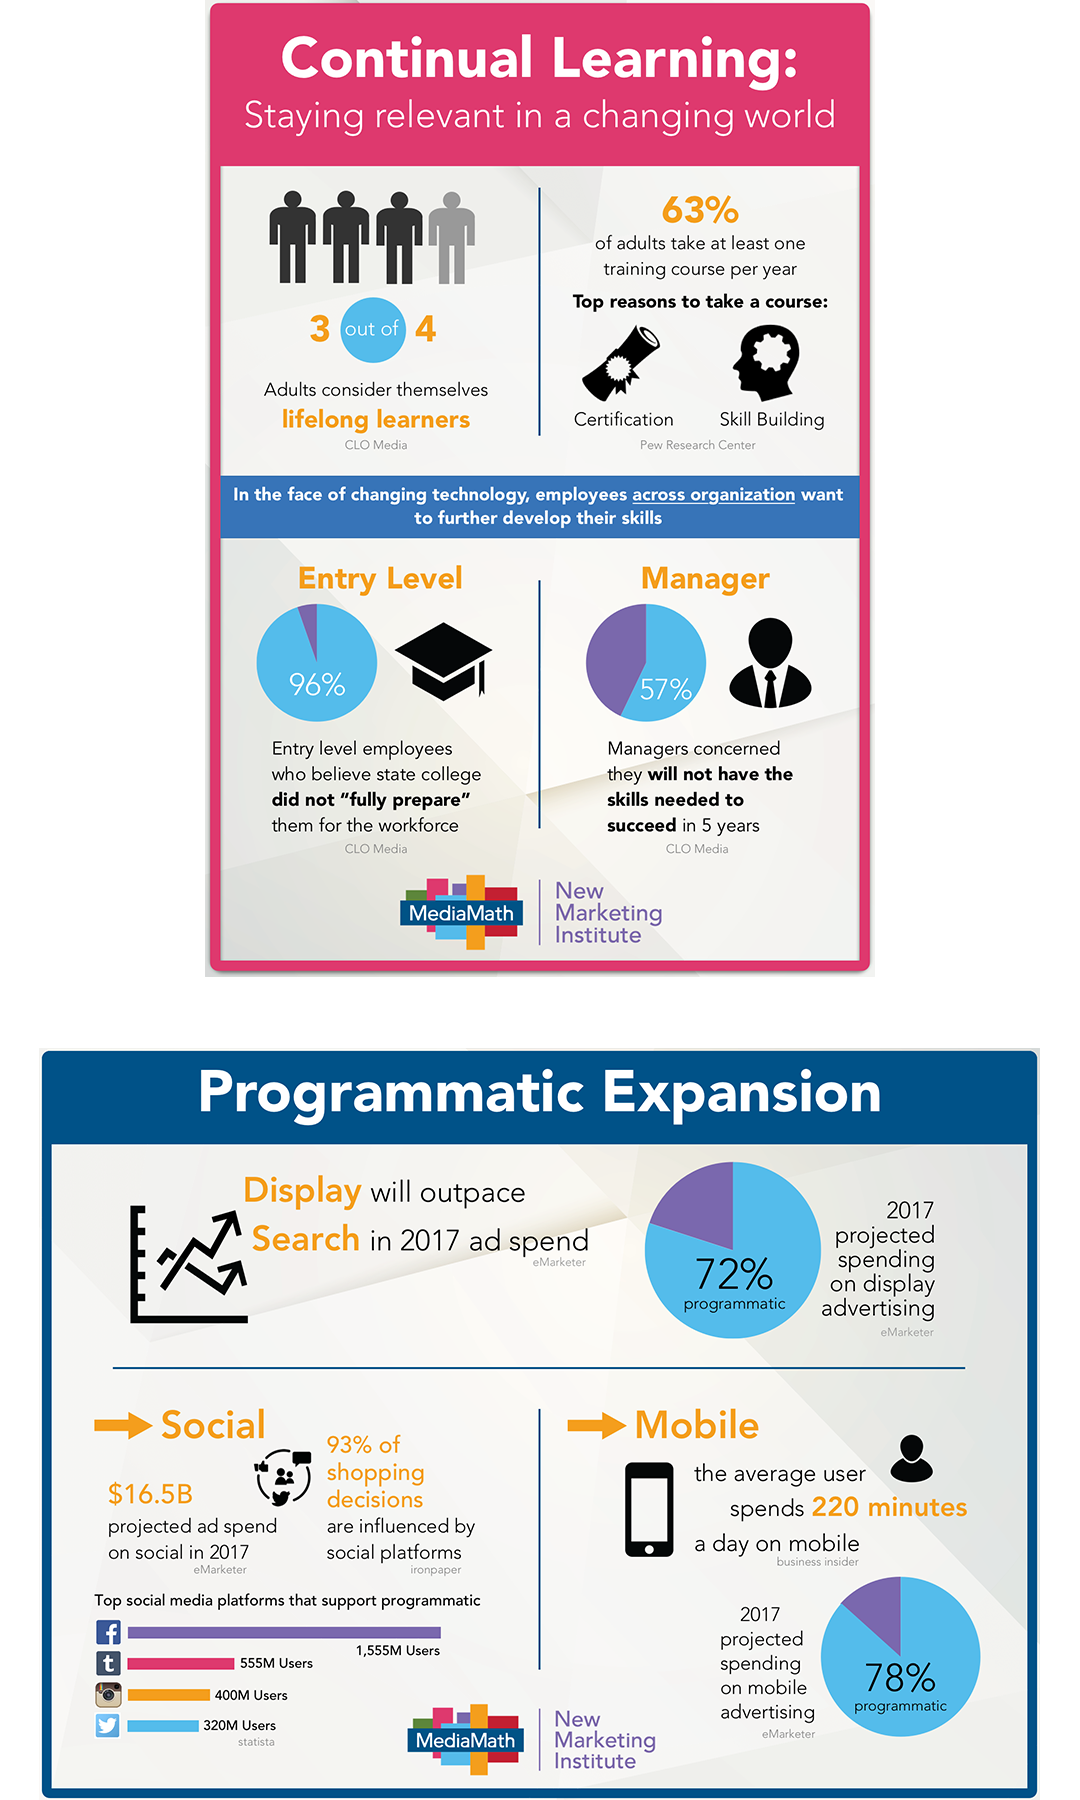 Continual Learning:
Staying relevant in a changing world
3 out of 4
Adults consider themselves
lifelong learners
CLO Media
63%
of adults take at least one
training course per year
Top reasons to take a course:
Certification
Skill Building
Pew Research Center
In the face of changing technology, employees across organization want
to further develop their skills
Entry Level
96%
Entry level employees
who believe state college
did not "fully prepare"
them for the workforce
CLO Media
Manager
57%
Managers concerned
they will not have the
skills needed to
succeed in 5 years
CLO Media
MediaMath
New
Marketing
Institute
Programmatic Expansion
Display will outpace
Search in 2017 ad spend
eMarketer
72%
programmatic
2017
projected
spending
on display
advertising
eMarketer
Social
$16.5B
projected ad spend
on social in 2017
eMarketer
93% of
shopping
decisions
are influenced by
social platforms
ironpaper
Top social media platforms that support programmatic
f
1,555M Users
t
555M Users
400M Users
320M Users
statista
Mobile
the average user
spends 220 minutes
a day on mobile
business insider
2017
projected
spending
on mobile
advertising
eMarketer
78%
programmatic
MediaMath
New
Marketing
Institute